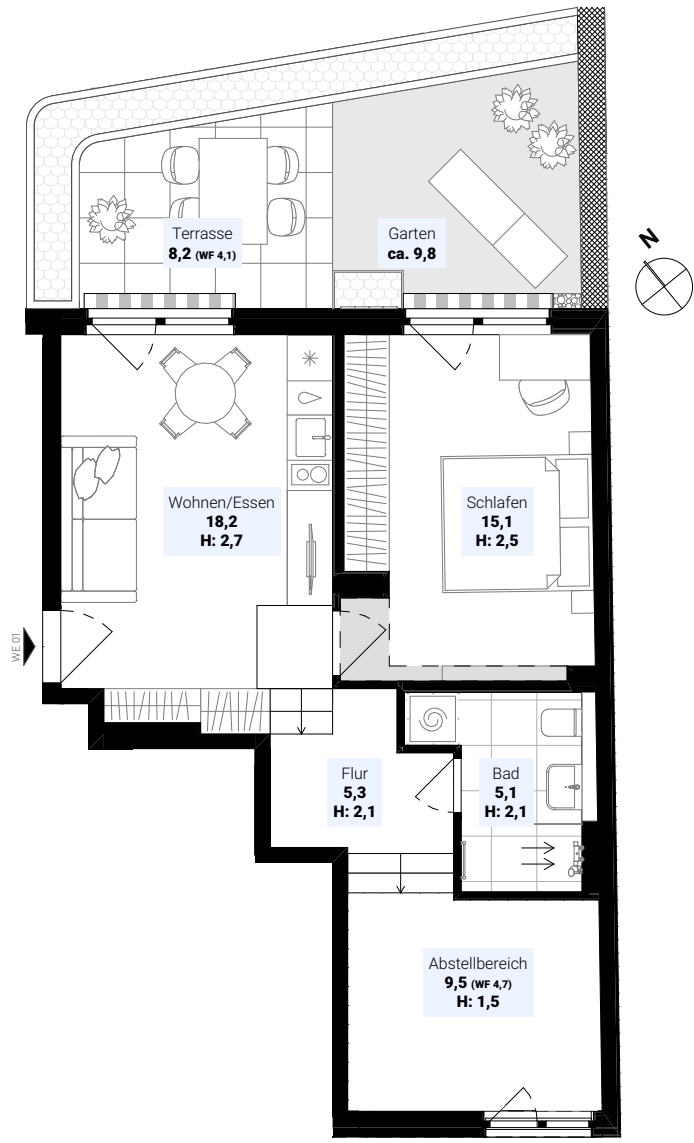 Terrasse
8,2 (WF 4,1)
Garten
ca. 9,8
N
Wohnen/Essen
18,2
H: 2,7
Schlafen
15,1
H: 2,5
WE 01
Flur
5,3
H: 2,1
Bad
5,1
H: 2,1
Abstellbereich
9,5 (WF 4,7)
H: 1,5